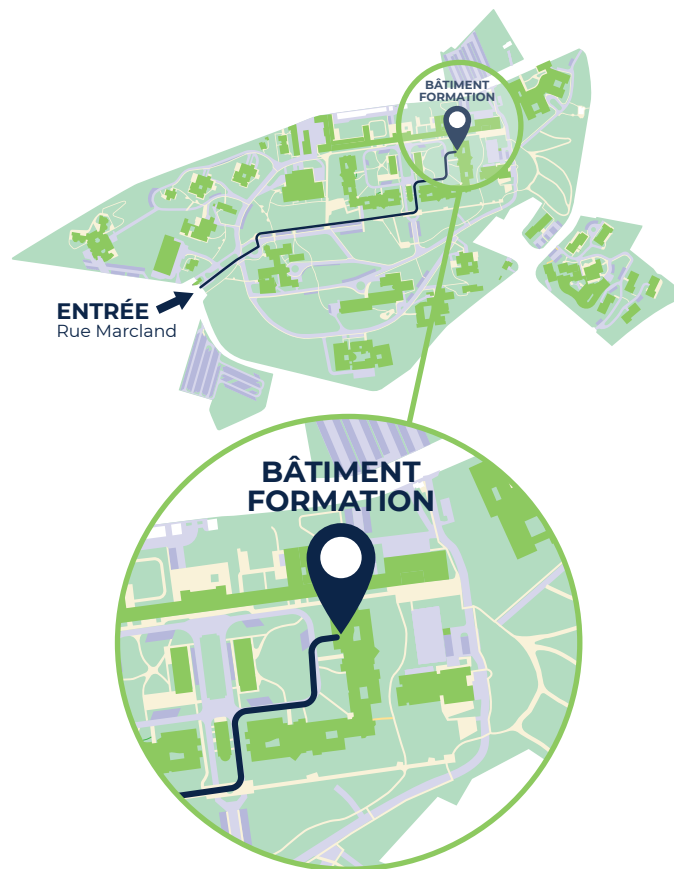 BÂTIMENT
FORMATION
ENTRÉE
Rue Marcland
BÂTIMENT
FORMATION